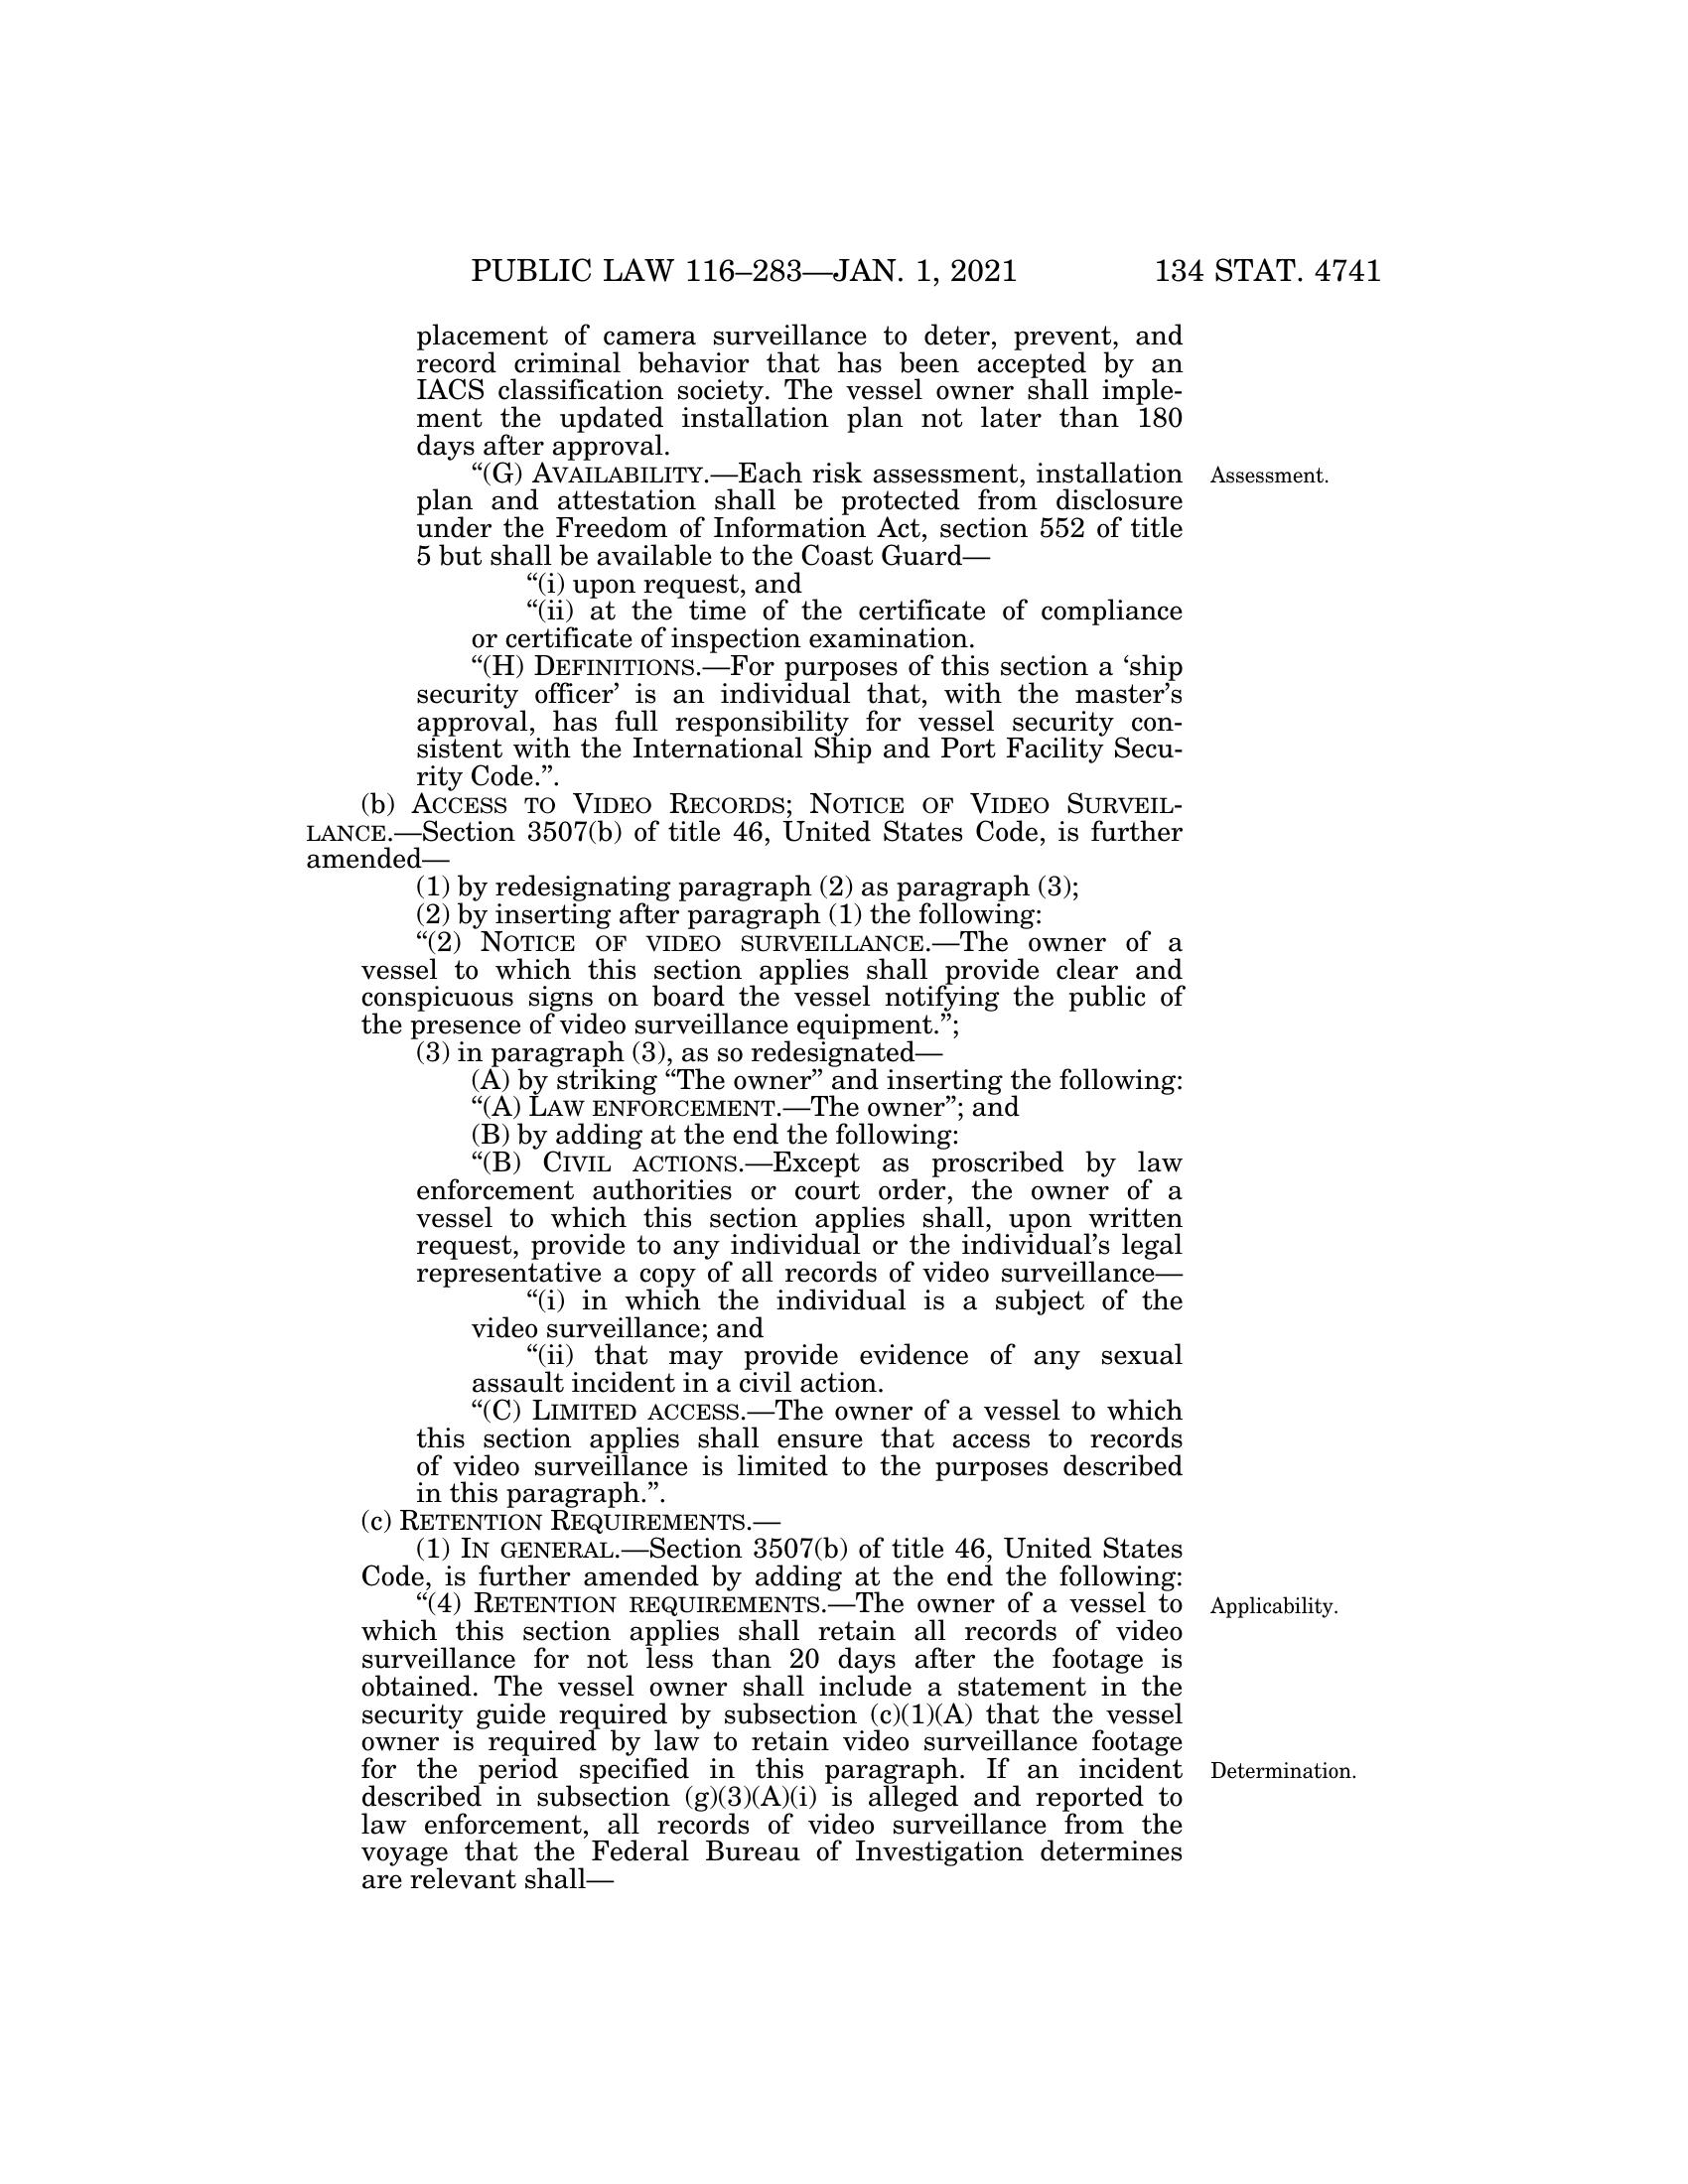 PUBLIC LAW 116–283—JAN. 1, 2021 134 STAT. 4741
placement of camera surveillance to deter, prevent, and
record criminal behavior that has been accepted by an
IACS classification society. The vessel owner shall imple-
ment the updated installation plan not later than 180
days after approval.
“(G) AVAILABILITY.—Each risk assessment, installation
Assessment.
plan and attestation shall be protected from disclosure
under the Freedom of Information Act, section 552 of title
5 but shall be available to the Coast Guard—
“(i) upon request, and
“(ii) at the time of the certificate of compliance
or certificate of inspection examination.
“(H) DEFINITIONS.—For purposes of this section a ‘ship
security officer’ is an individual that, with the master’s
approval, has full responsibility for vessel security con-
sistent with the International Ship and Port Facility Secu-
rity Code.”.
(b) ACCESS TO VIDEO RECORDS; NOTICE OF VIDEO SURVEIL-
LANCE.—Section 3507(b) of title 46, United States Code, is further
amended—
(1) by redesignating paragraph (2) as paragraph (3);
(2) by inserting after paragraph (1) the following:
“(2) NOTICE OF VIDEO SURVEILLANCE.—The owner of a
vessel to which this section applies shall provide clear and
conspicuous signs on board the vessel notifying the public of
the presence of video surveillance equipment.”;
(3) in paragraph (3), as so redesignated—
(A) by striking “The owner” and inserting the following:
“(A) LAW ENFORCEMENT.—The owner”; and
(B) by adding at the end the following:
“(B) CIVIL ACTIONS.—Except as proscribed by law
enforcement authorities or court order, the owner of a
vessel to which this section applies shall, upon written
request, provide to any individual or the individual’s legal
representative a copy of all records of video surveillance—
“(i) in which the individual is a subject of the
video surveillance; and
“(ii) that may provide evidence of any sexual
assault incident in a civil action.
“(C) LIMITED ACCESS.—The owner of a vessel to which
this section applies shall ensure that access to records
of video surveillance is limited to the purposes described
in this paragraph.”.
(c) RETENTION REQUIREMENTS.—
(1) IN GENERAL.—Section 3507(b) of title 46, United States
Code, is further amended by adding at the end the following:
“(4) RETENTION REQUIREMENTS.—The owner of a vessel to
Applicability.
which this section applies shall retain all records of video
surveillance for not less than 20 days after the footage is
obtained. The vessel owner shall include a statement in the
security guide required by subsection (c)(1)(A) that the vessel
owner is required by law to retain video surveillance footage
for the period specified in this paragraph. If an incident
Determination.
described in subsection (g)(3)(A)(i) is alleged and reported to
law enforcement, all records of video surveillance from the
voyage that the Federal Bureau of Investigation determines
are relevant shall—